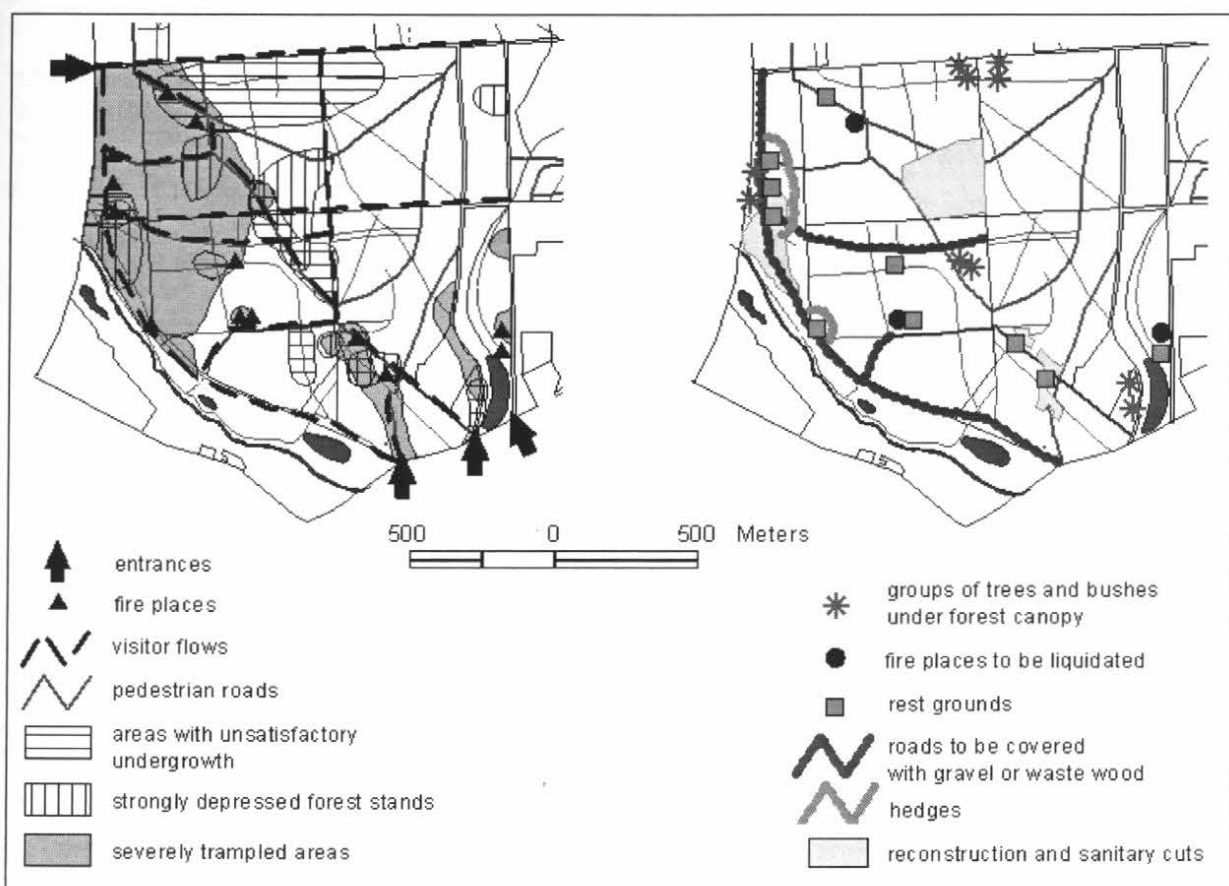 500 0 500 Meters
entrances
fire places
visitor flows
pedestrian roads
areas with unsatisfactory
undergrowth
strongly depressed forest stands
severely trampled areas
groups of trees and bushes
under forest canopy
fire places to be liquidated
rest grounds
roads to be covered
with gravel or waste wood
hedges
reconstruction and sanitary cuts